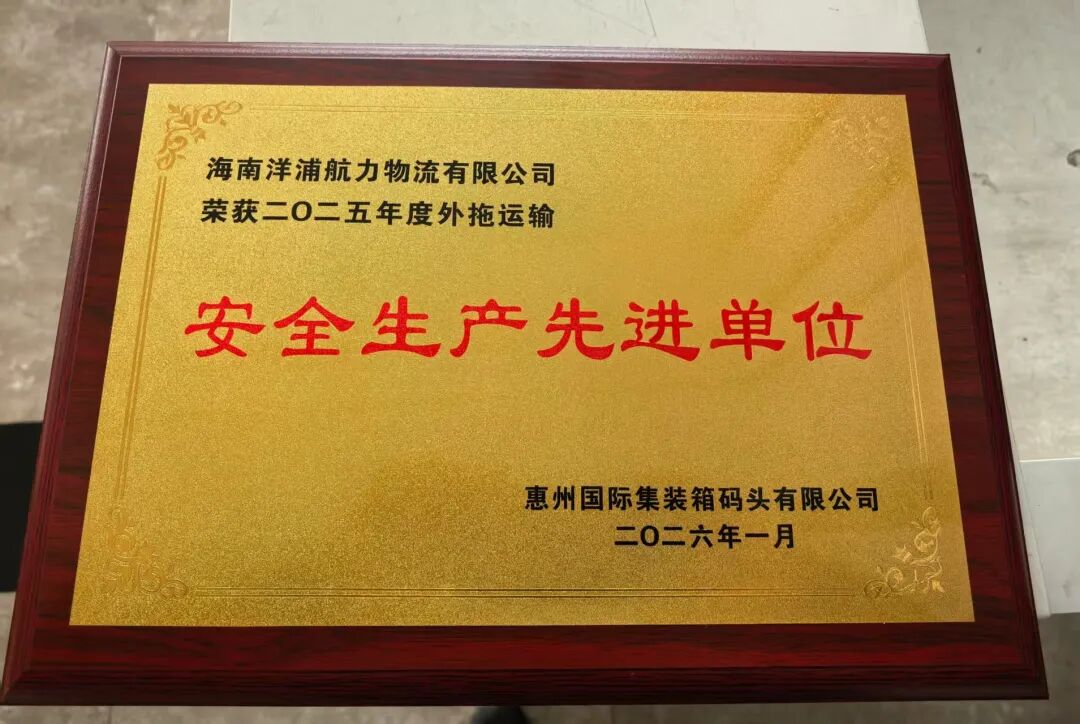 海南洋浦航力物流有限公司
荣获二O二五年度外拖运输
安全生产先进单位
惠州国际集装箱码头有限公司
二O二六年一月